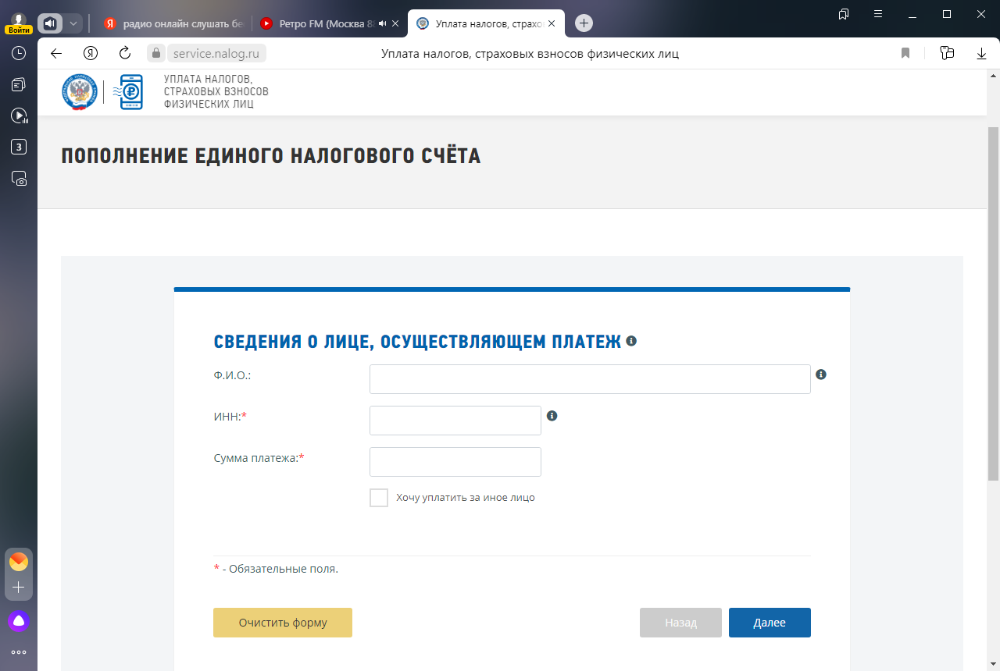 Войти
радио онлайн слушать бе
Ретро FM (Москва 8
Уплата налогов, страхо
Я
service.nalog.ru
Уплата налогов, страховых взносов физических лиц
3
УПЛАТА НАЛОГОВ,
СТРАХОВЫХ ВЗНОСОВ
ФИЗИЧЕСКИХ ЛИЦ
ПОПОЛНЕНИЕ ЕДИНОГО НАЛОГОВОГО СЧЁТА
СВЕДЕНИЯ О ЛИЦЕ, ОСУЩЕСТВЛЯЮЩЕМ ПЛАТЕЖ
Ф.И.О.:
ИНН:*
Сумма платежа:*
Хочу уплатить за иное лицо
* - Обязательные поля.
Очистить форму
Назад
Далее